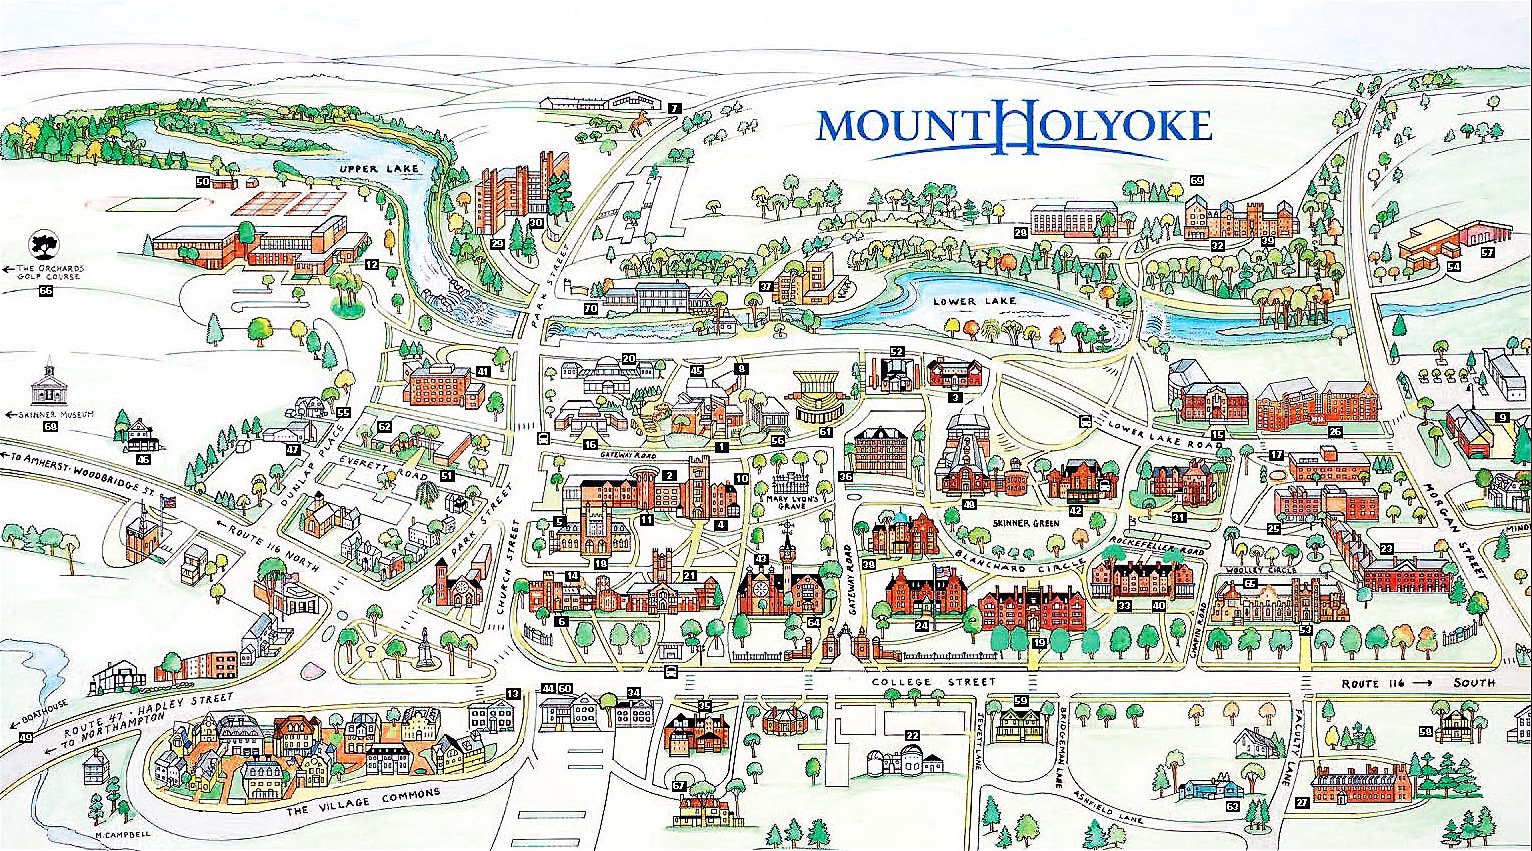 MOUNT HOLYOKE
7
UPPER LAKE
50
69
30
29
28
32
39
54
57
THE ORCHARDS
GOLF COURSE
66
12
PARK STREET
37
70
LOWER LAKE
20
45
8
52
3
41
SKINNER MUSEUM
68
46
55
62
47
51
16
1
56
61
GATEWAY ROAD
LOWER LAKE ROAD
15
26
9
17
TO AMHERST-WOODBRIDGE ST.
DUNLAP PLACE
EVERETT ROAD
2
10
MARY LYON'S
GRAVE
36
48
42
31
25
5
11
4
SKINNER GREEN
ROUTE 116 NORTH
PARK STREET
CHURCH STREET
18
43
38
GATEWAY ROAD
BLANCHARD CIRCLE
ROCKEFELLER ROAD
WOOLLEY CIRCLE
23
MORGAN STREET
14
21
6
64
24
19
33
40
CHAPIN ROAD
65
53
COLLEGE STREET
ROUTE 116 → SOUTH
BOATHOUSE
49
ROUTE 47 - HADLEY STREET
TO NORTHAMPTON
13
44 60
34
35
59
58
JEWETT LANE
BRIDGEMAN LANE
FACULTY LANE
22
67
63
27
ASHFIELD LANE
THE VILLAGE COMMONS
M.CAMPBELL